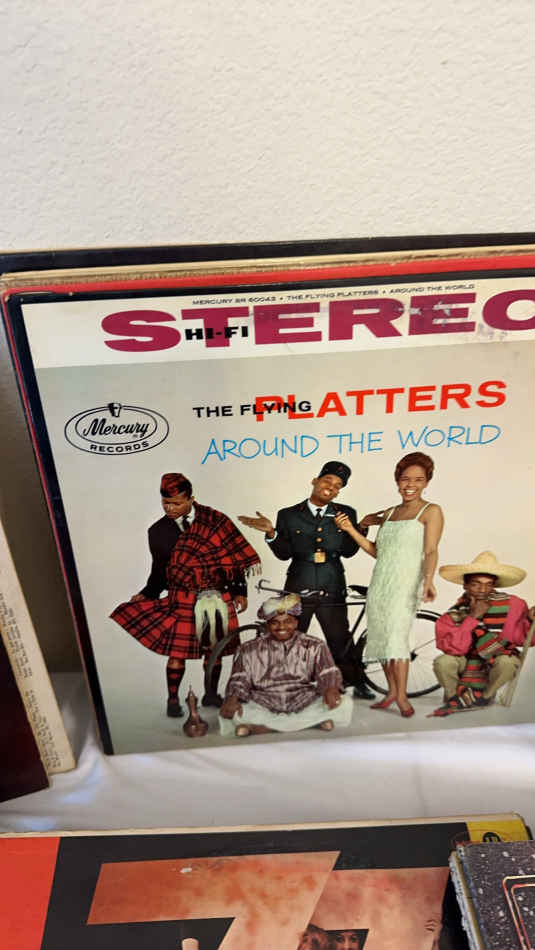 MERCURY SR 60043 • THE FLYING PLATTERS • AROUND THE WORLD
STEREO
HI-FI
THE FLYING PLATTERS
AROUND THE WORLD
Mercury
RECORDS